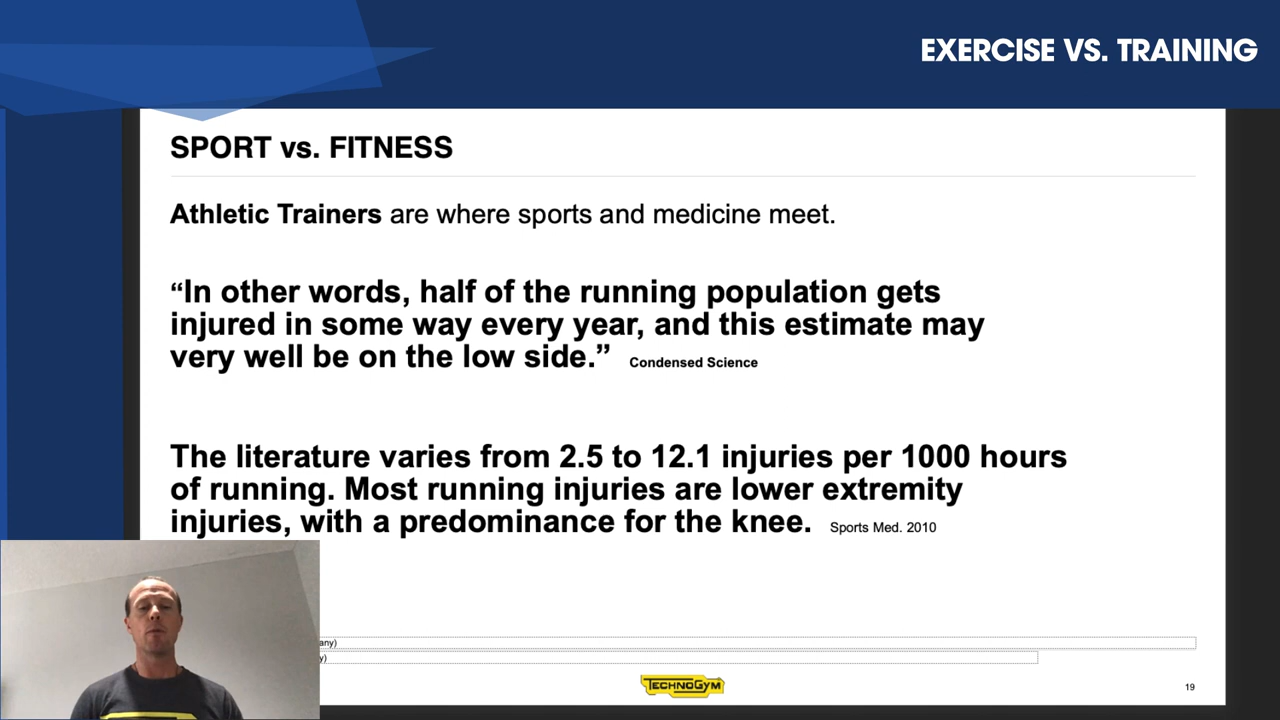 EXERCISE VS. TRAINING
SPORT vs. FITNESS
Athletic Trainers are where sports and medicine meet.
“In other words, half of the running population gets
injured in some way every year, and this estimate may
very well be on the low side.” Condensed Science
The literature varies from 2.5 to 12.1 injuries per 1000 hours
of running. Most running injuries are lower extremity
injuries, with a predominance for the knee. Sports Med. 2010
TECHNOGYM
19